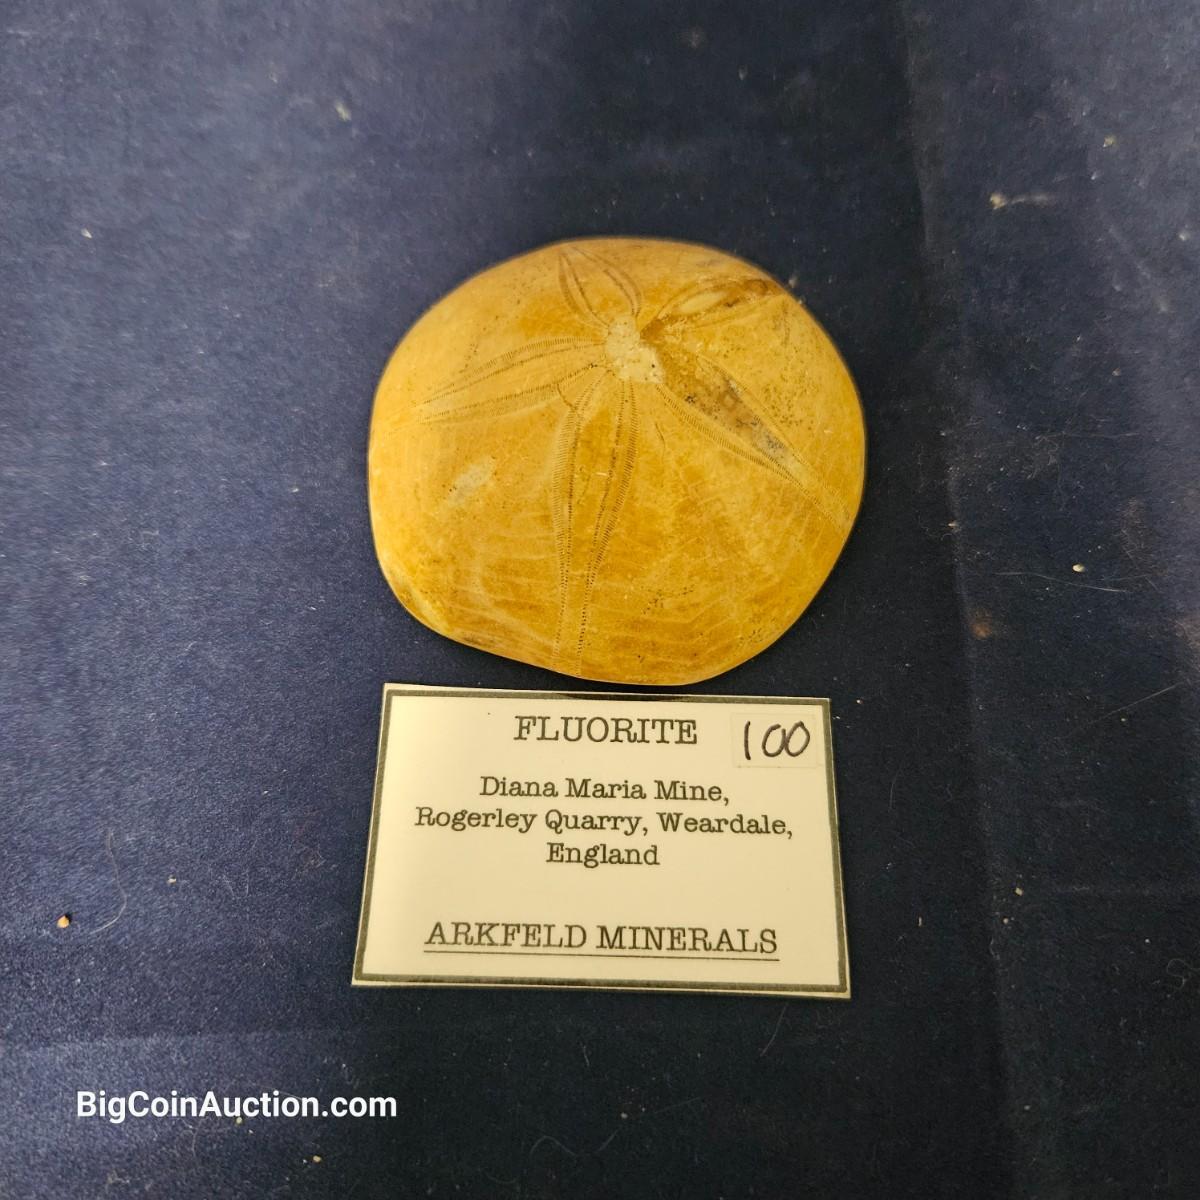 FLUORITE
100
Diana Maria Mine,
Rogerley Quarry, Weardale,
England
ARKFELD MINERALS
BigCoinAuction.com